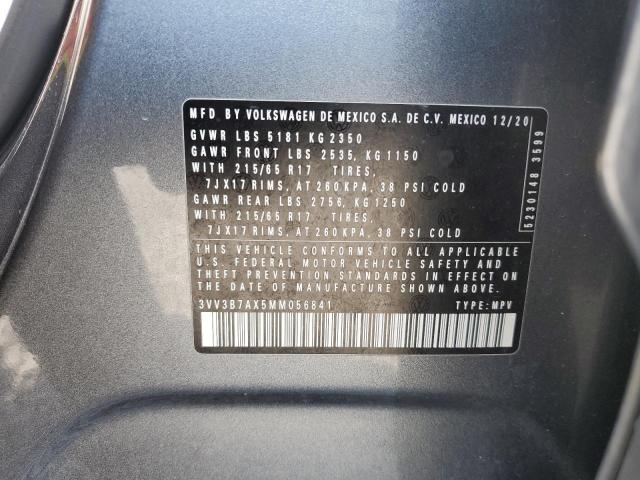 MFD BY VOLKSWAGEN DE MEXICO S.A. DE C.V. MEXICO 12/20
GVWR LBS 5181 KG 2350
GAWR FRONT LBS 2535, KG 1150
WITH 215/65 R17 TIRES,
7JX17 RIMS, AT 260 KPA, 38 PSI COLD
GAWR REAR LBS 2756, KG 1250
WITH 215/65 R17 TIRES,
7JX17 RIMS, AT 260 KPA, 38 PSI COLD
THIS VEHICLE CONFORMS TO ALL APPLICABLE
U.S. FEDERAL MOTOR VEHICLE SAFETY AND
THEFT PREVENTION STANDARDS IN EFFECT ON
THE DATE OF MANUFACTURE SHOWN ABOVE.
3VV3B7AX5MM056841 TYPE: MPV
5230148 3599